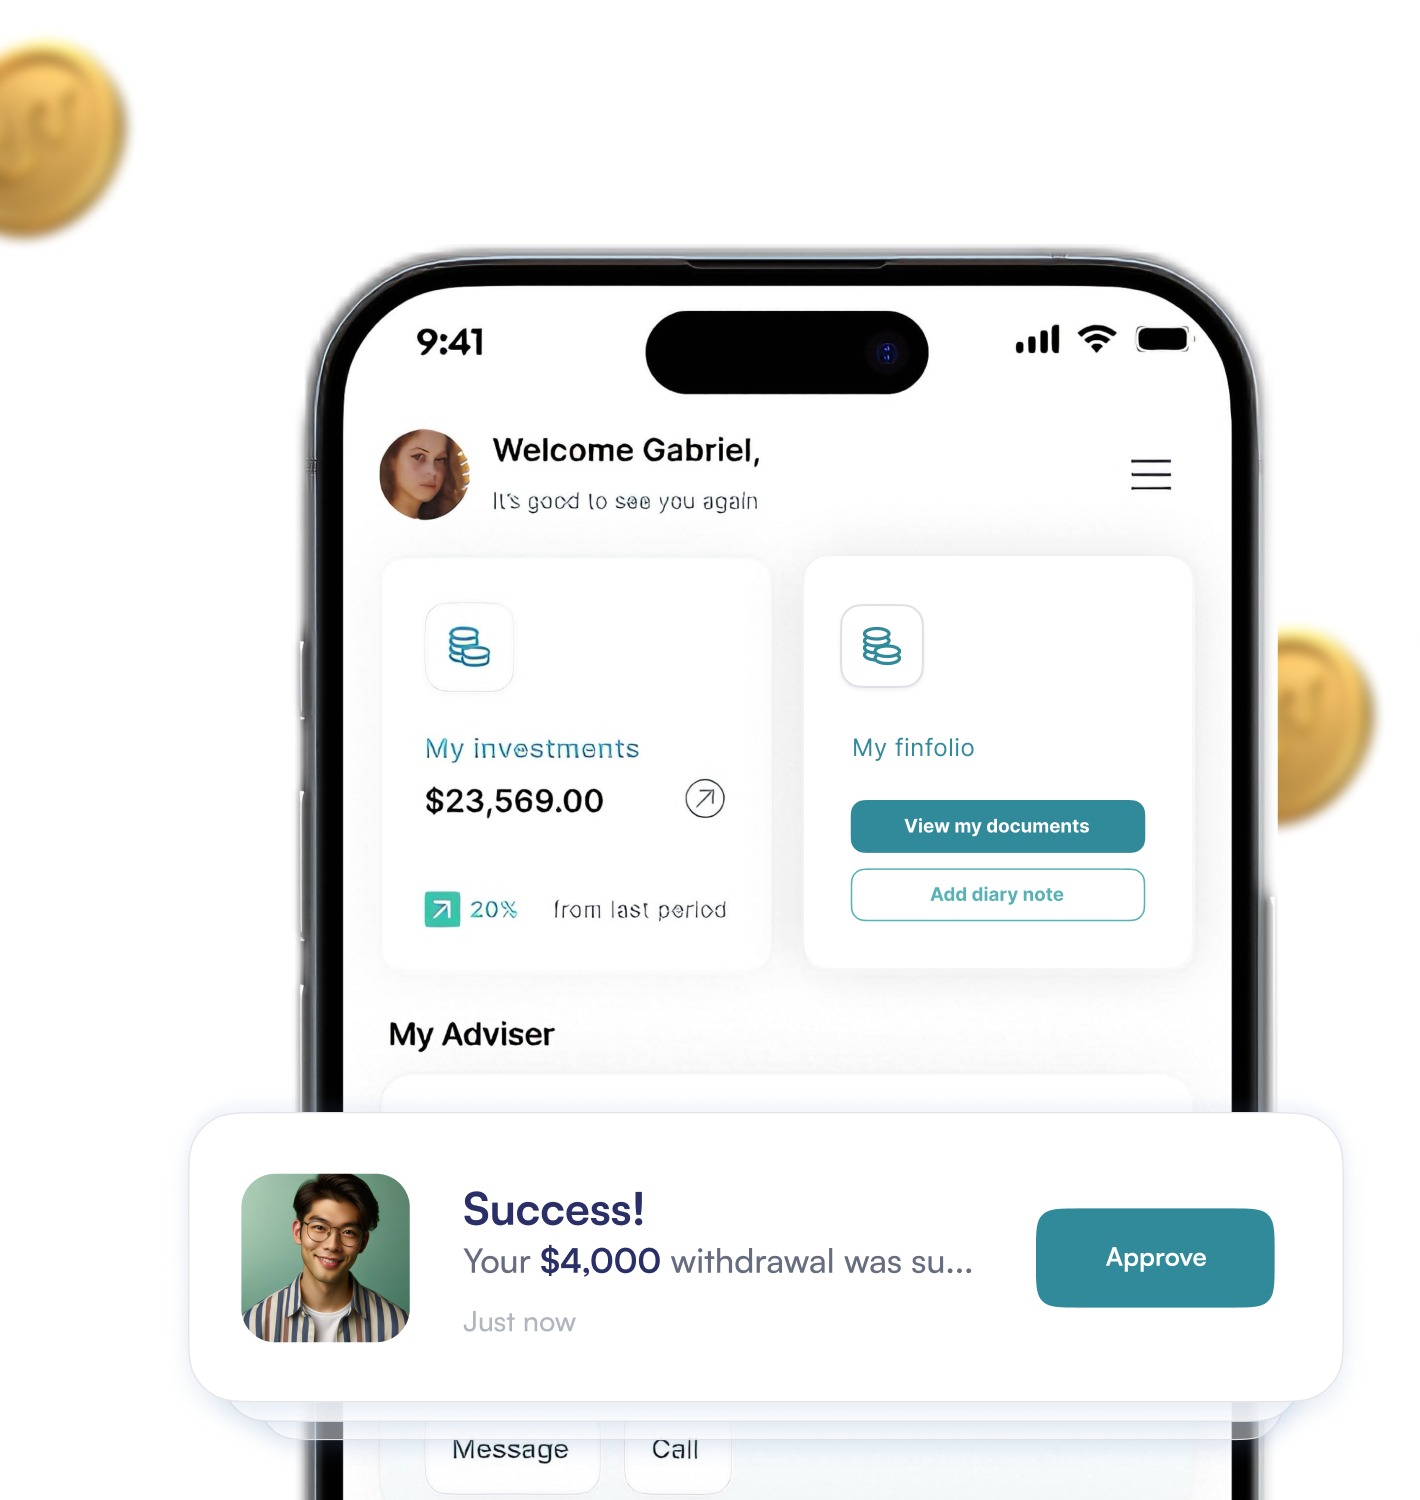 9:41
Welcome Gabriel,
It's good to see you again
My investments
$23,569.00
20% from last period
My finfolio
View my documents
Add diary note
My Adviser
Success!
Your $4,000 withdrawal was su...
Just now
Approve
Message
Call